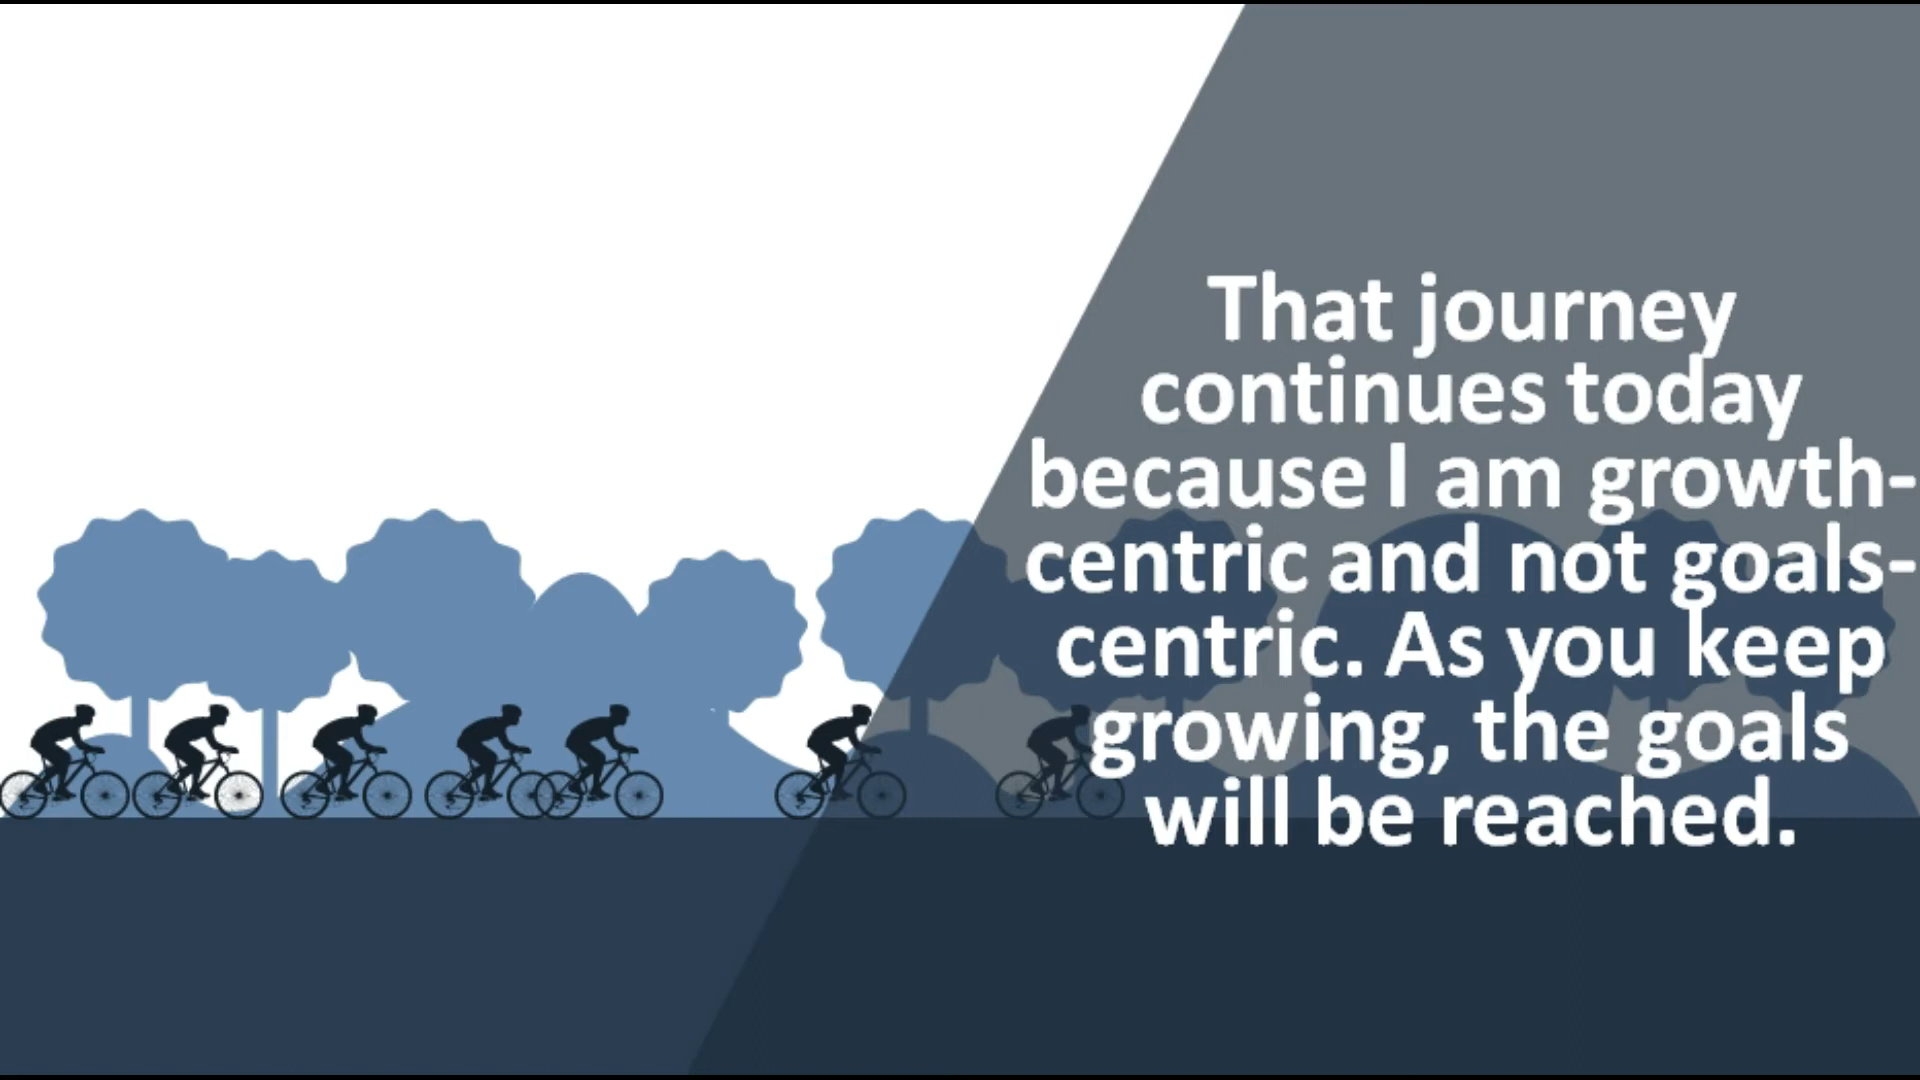 That journey
continues today
because I am growth-
centric and not goals-
centric. As you keep
growing, the goals
will be reached.